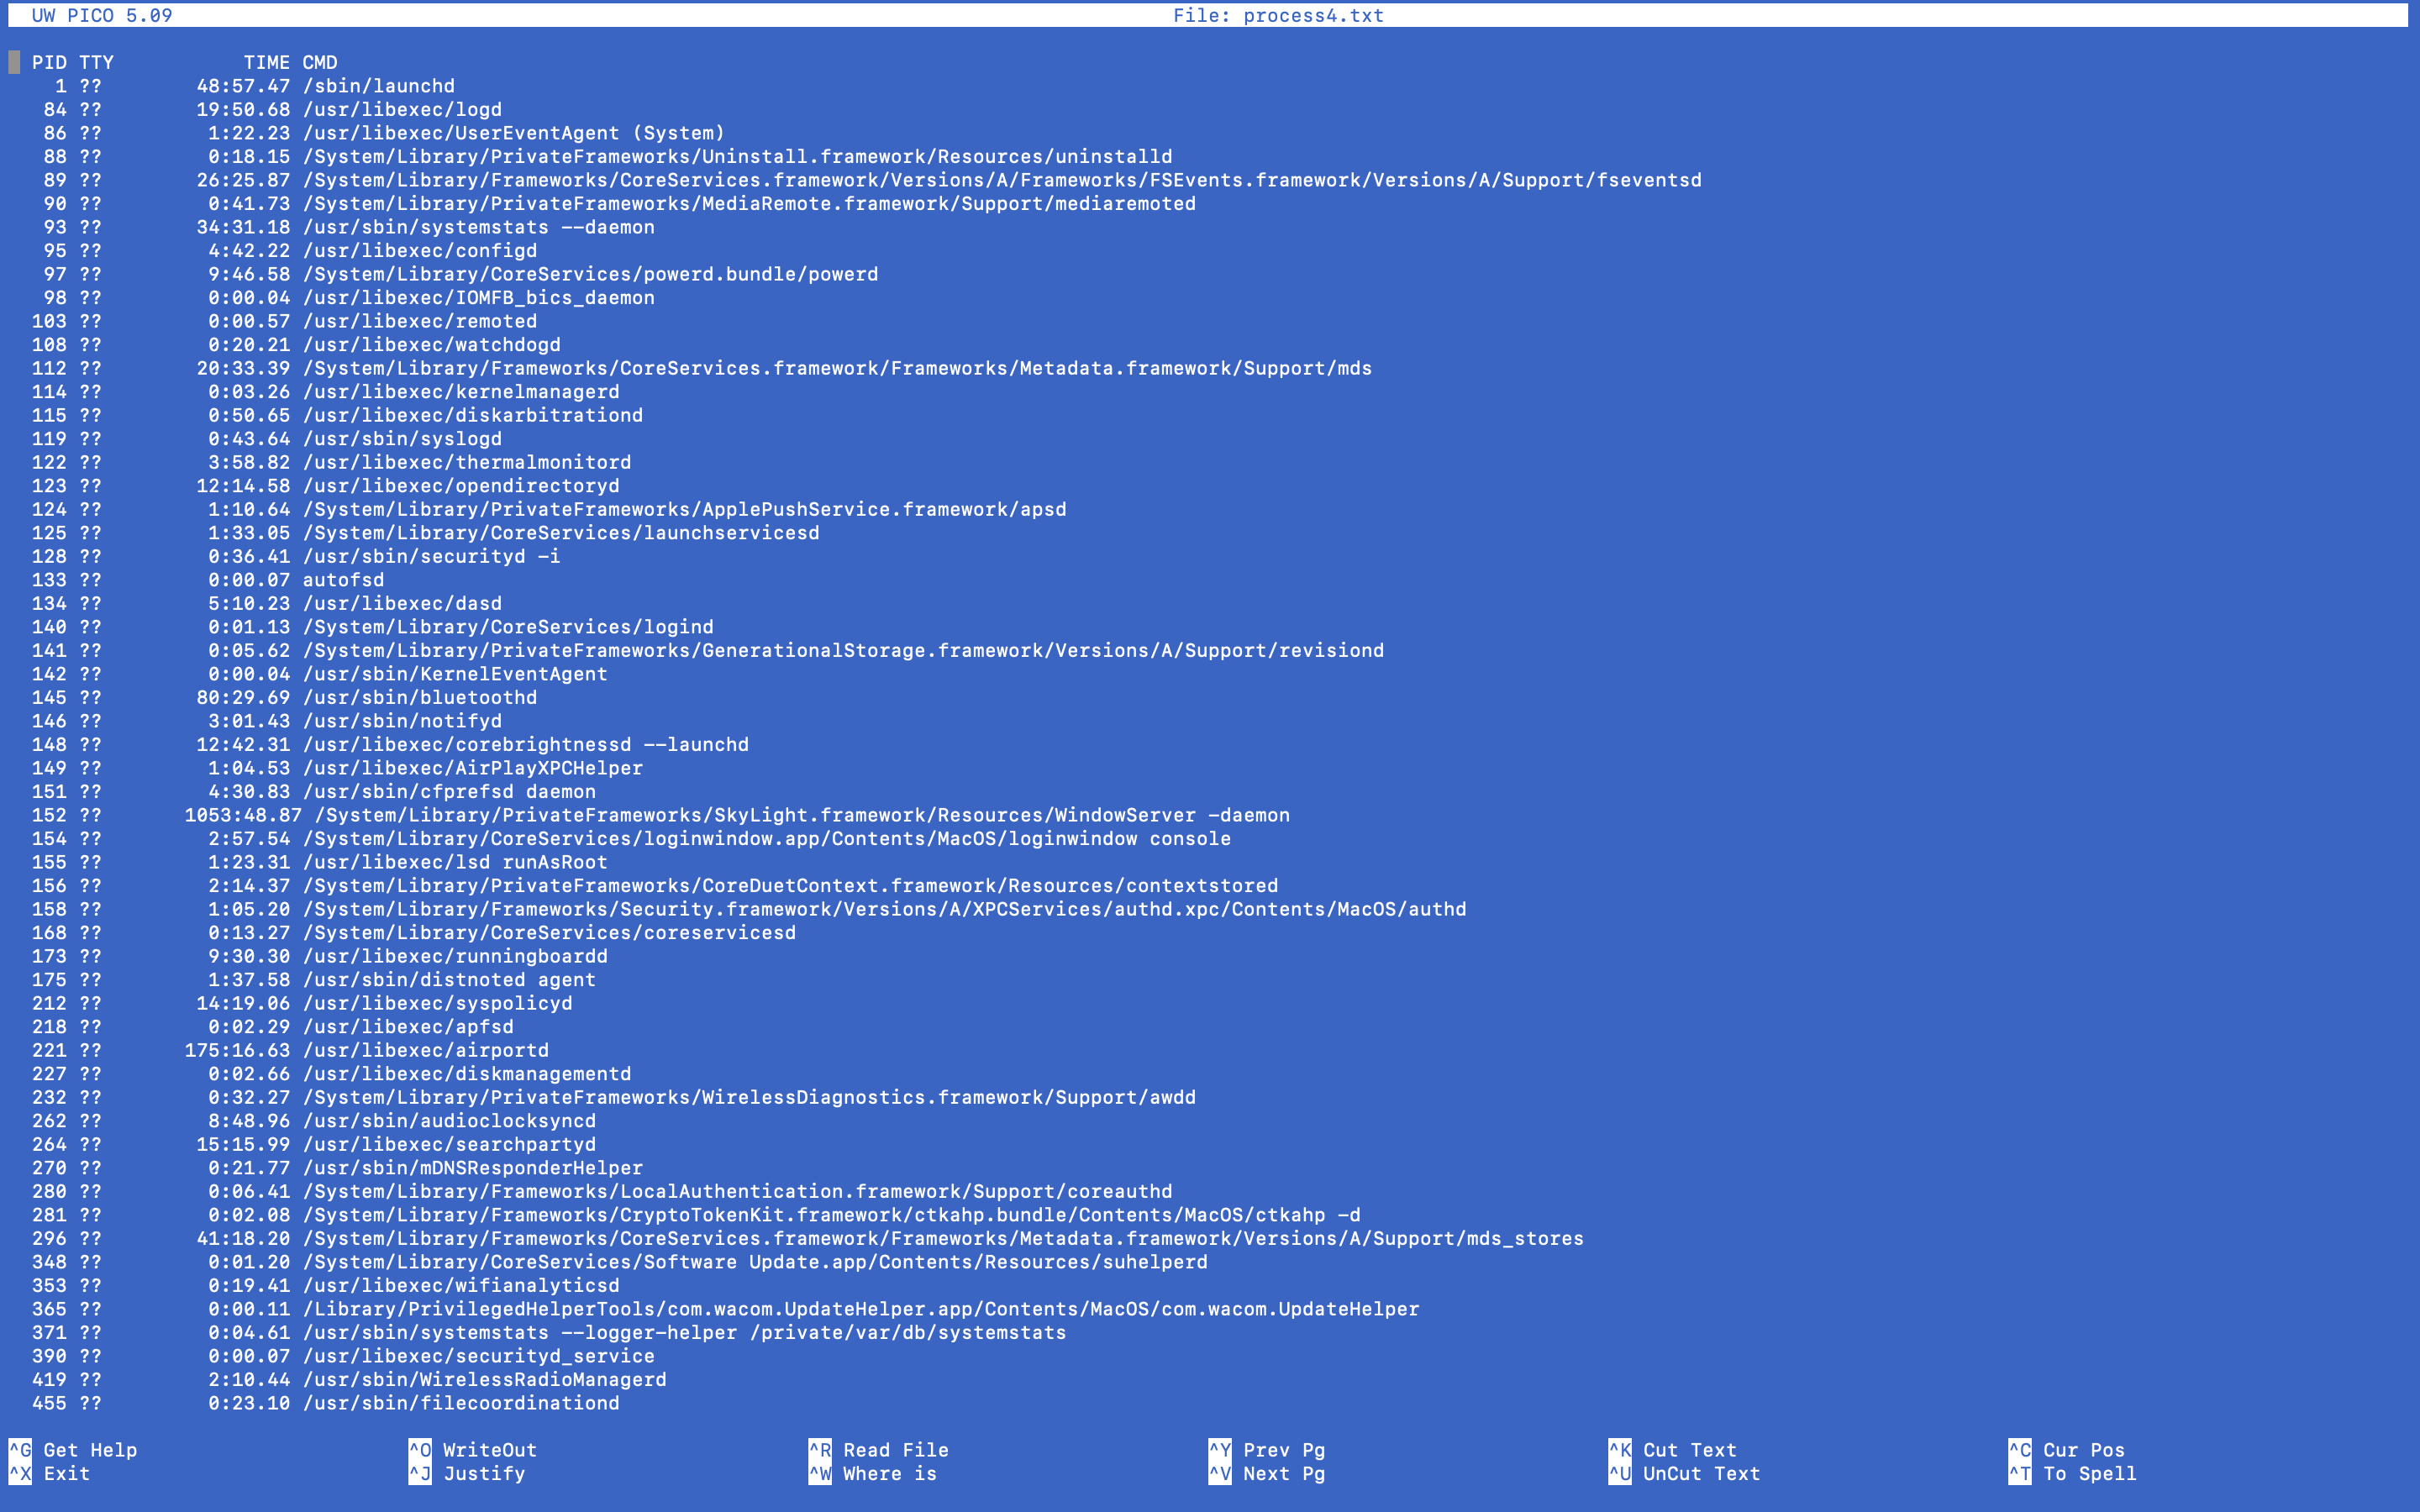 UW PICO 5.09 File: process4.txt
PID TTY TIME CMD
1 ?? 48:57.47 /sbin/launchd
84 ?? 19:50.68 /usr/libexec/logd
86 ?? 1:22.23 /usr/libexec/UserEventAgent (System)
88 ?? 0:18.15 /System/Library/PrivateFrameworks/Uninstall.framework/Resources/uninstalld
89 ?? 26:25.87 /System/Library/Frameworks/CoreServices.framework/Versions/A/Frameworks/FSEvents.framework/Versions/A/Support/fseventsd
90 ?? 0:41.73 /System/Library/PrivateFrameworks/MediaRemote.framework/Support/mediaremoted
93 ?? 34:31.18 /usr/sbin/systemstats --daemon
95 ?? 4:42.22 /usr/libexec/configd
97 ?? 9:46.58 /System/Library/CoreServices/powerd.bundle/powerd
98 ?? 0:00.04 /usr/libexec/IOMFB_bics_daemon
103 ?? 0:00.57 /usr/libexec/remoted
108 ?? 0:20.21 /usr/libexec/watchdogd
112 ?? 20:33.39 /System/Library/Frameworks/CoreServices.framework/Frameworks/Metadata.framework/Support/mds
114 ?? 0:03.26 /usr/libexec/kernelmanagerd
115 ?? 0:50.65 /usr/libexec/diskarbitrationd
119 ?? 0:43.64 /usr/sbin/syslogd
122 ?? 3:58.82 /usr/libexec/thermalmonitord
123 ?? 12:14.58 /usr/libexec/opendirectoryd
124 ?? 1:10.64 /System/Library/PrivateFrameworks/ApplePushService.framework/apsd
125 ?? 1:33.05 /System/Library/CoreServices/launchservicesd
128 ?? 0:36.41 /usr/sbin/securityd -i
133 ?? 0:00.07 autofsd
134 ?? 5:10.23 /usr/libexec/dasd
140 ?? 0:01.13 /System/Library/CoreServices/logind
141 ?? 0:05.62 /System/Library/PrivateFrameworks/GenerationalStorage.framework/Versions/A/Support/revisiond
142 ?? 0:00.04 /usr/sbin/KernelEventAgent
145 ?? 80:29.69 /usr/sbin/bluetoothd
146 ?? 3:01.43 /usr/sbin/notifyd
148 ?? 12:42.31 /usr/libexec/corebrightnessd --launchd
149 ?? 1:04.53 /usr/libexec/AirPlayXPCHelper
151 ?? 4:30.83 /usr/sbin/cfprefsd daemon
152 ?? 1053:48.87 /System/Library/PrivateFrameworks/SkyLight.framework/Resources/WindowServer -daemon
154 ?? 2:57.54 /System/Library/CoreServices/loginwindow.app/Contents/MacOS/loginwindow console
155 ?? 1:23.31 /usr/libexec/lsd runAsRoot
156 ?? 2:14.37 /System/Library/PrivateFrameworks/CoreDuetContext.framework/Resources/contextstored
158 ?? 1:05.20 /System/Library/Frameworks/Security.framework/Versions/A/XPCServices/authd.xpc/Contents/MacOS/authd
168 ?? 0:13.27 /System/Library/CoreServices/coreservicesd
173 ?? 9:30.30 /usr/libexec/runningboardd
175 ?? 1:37.58 /usr/sbin/distnoted agent
212 ?? 14:19.06 /usr/libexec/syspolicyd
218 ?? 0:02.29 /usr/libexec/apfsd
221 ?? 175:16.63 /usr/libexec/airportd
227 ?? 0:02.66 /usr/libexec/diskmanagementd
232 ?? 0:32.27 /System/Library/PrivateFrameworks/WirelessDiagnostics.framework/Support/awdd
262 ?? 8:48.96 /usr/sbin/audioclocksyncd
264 ?? 15:15.99 /usr/libexec/searchpartyd
270 ?? 0:21.77 /usr/sbin/mDNSResponderHelper
280 ?? 0:06.41 /System/Library/Frameworks/LocalAuthentication.framework/Support/coreauthd
281 ?? 0:02.08 /System/Library/Frameworks/CryptoTokenKit.framework/ctkahp.bundle/Contents/MacOS/ctkahp -d
296 ?? 41:18.20 /System/Library/Frameworks/CoreServices.framework/Frameworks/Metadata.framework/Versions/A/Support/mds_stores
348 ?? 0:01.20 /System/Library/CoreServices/Software Update.app/Contents/Resources/suhelperd
353 ?? 0:19.41 /usr/libexec/wifianalyticsd
365 ?? 0:00.11 /Library/PrivilegedHelperTools/com.wacom.UpdateHelper.app/Contents/MacOS/com.wacom.UpdateHelper
371 ?? 0:04.61 /usr/sbin/systemstats --logger-helper /private/var/db/systemstats
390 ?? 0:00.07 /usr/libexec/securityd_service
419 ?? 2:10.44 /usr/sbin/WirelessRadioManagerd
455 ?? 0:23.10 /usr/sbin/filecoordinationd
^G Get Help ^O WriteOut ^R Read File ^Y Prev Pg ^K Cut Text ^C Cur Pos
^X Exit ^J Justify ^W Where is ^V Next Pg ^U UnCut Text ^T To Spell